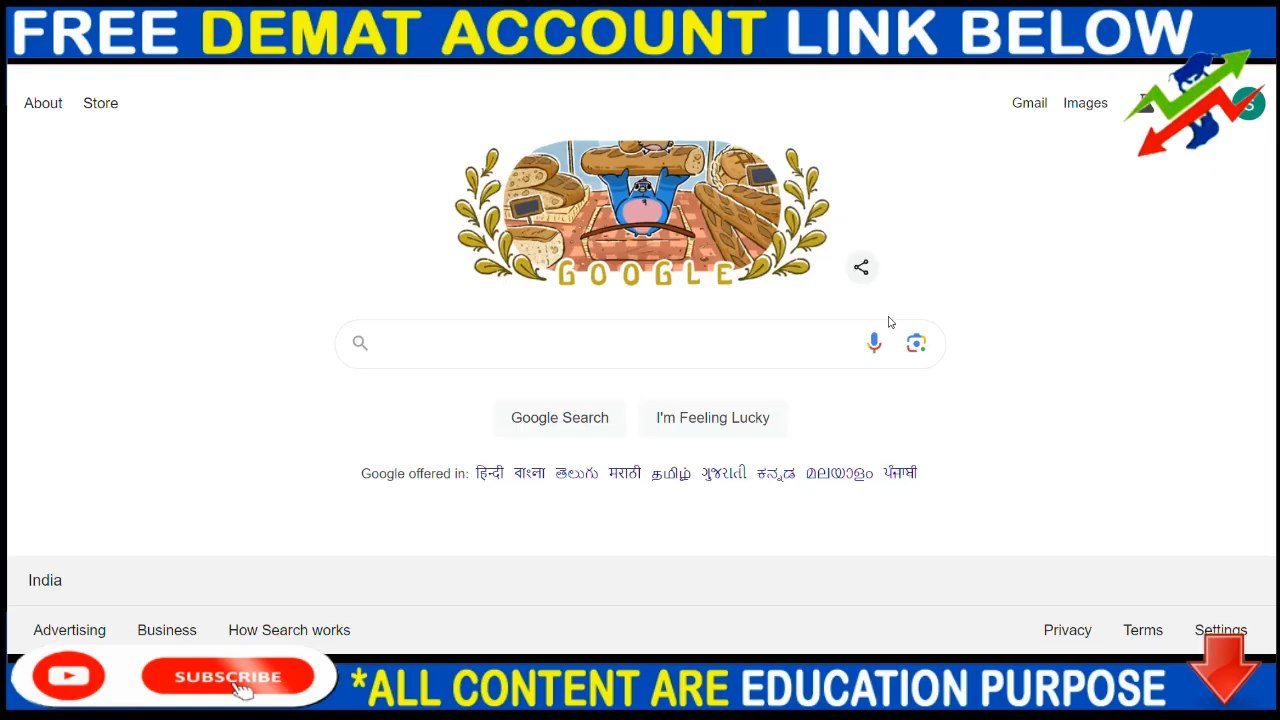 FREE DEMAT ACCOUNT LINK BELOW
About Store Gmail Images S
GOOGLE
Google Search I'm Feeling Lucky
Google offered in: हिन्दी বাংলা తెలుగు मराठी தமிழ் ગુજરાતી ಕನ್ನಡ മലയാളം ਪੰਜਾਬੀ
India
Advertising Business How Search works Privacy Terms Settings
SUBSCRIBE
*ALL CONTENT ARE EDUCATION PURPOSE